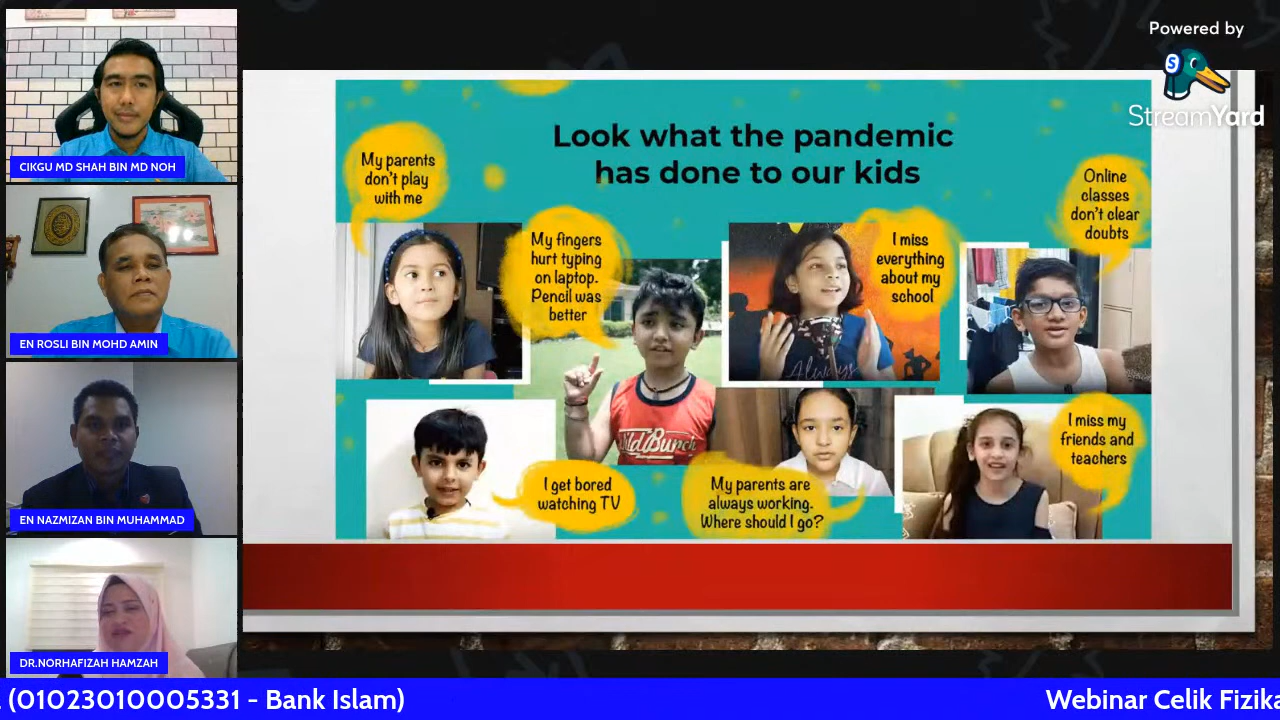 Powered by
StreamYard
CIKGU MD SHAH BIN MD NOH
EN ROSLI BIN MOHD AMIN
EN NAZMIZAN BIN MUHAMMAD
DR.NORHAFIZAH HAMZAH
Look what the pandemic
has done to our kids
My parents
don't play
with me
My fingers
hurt typing
on laptop.
Pencil was
better
I miss
everything
about my
school
Online
classes
don't clear
doubts
Always
I get bored
watching TV
My parents are
always working.
Where should I go?
I miss my
friends and
teachers
(01023010005331 - Bank Islam)
Webinar Celik Fizika